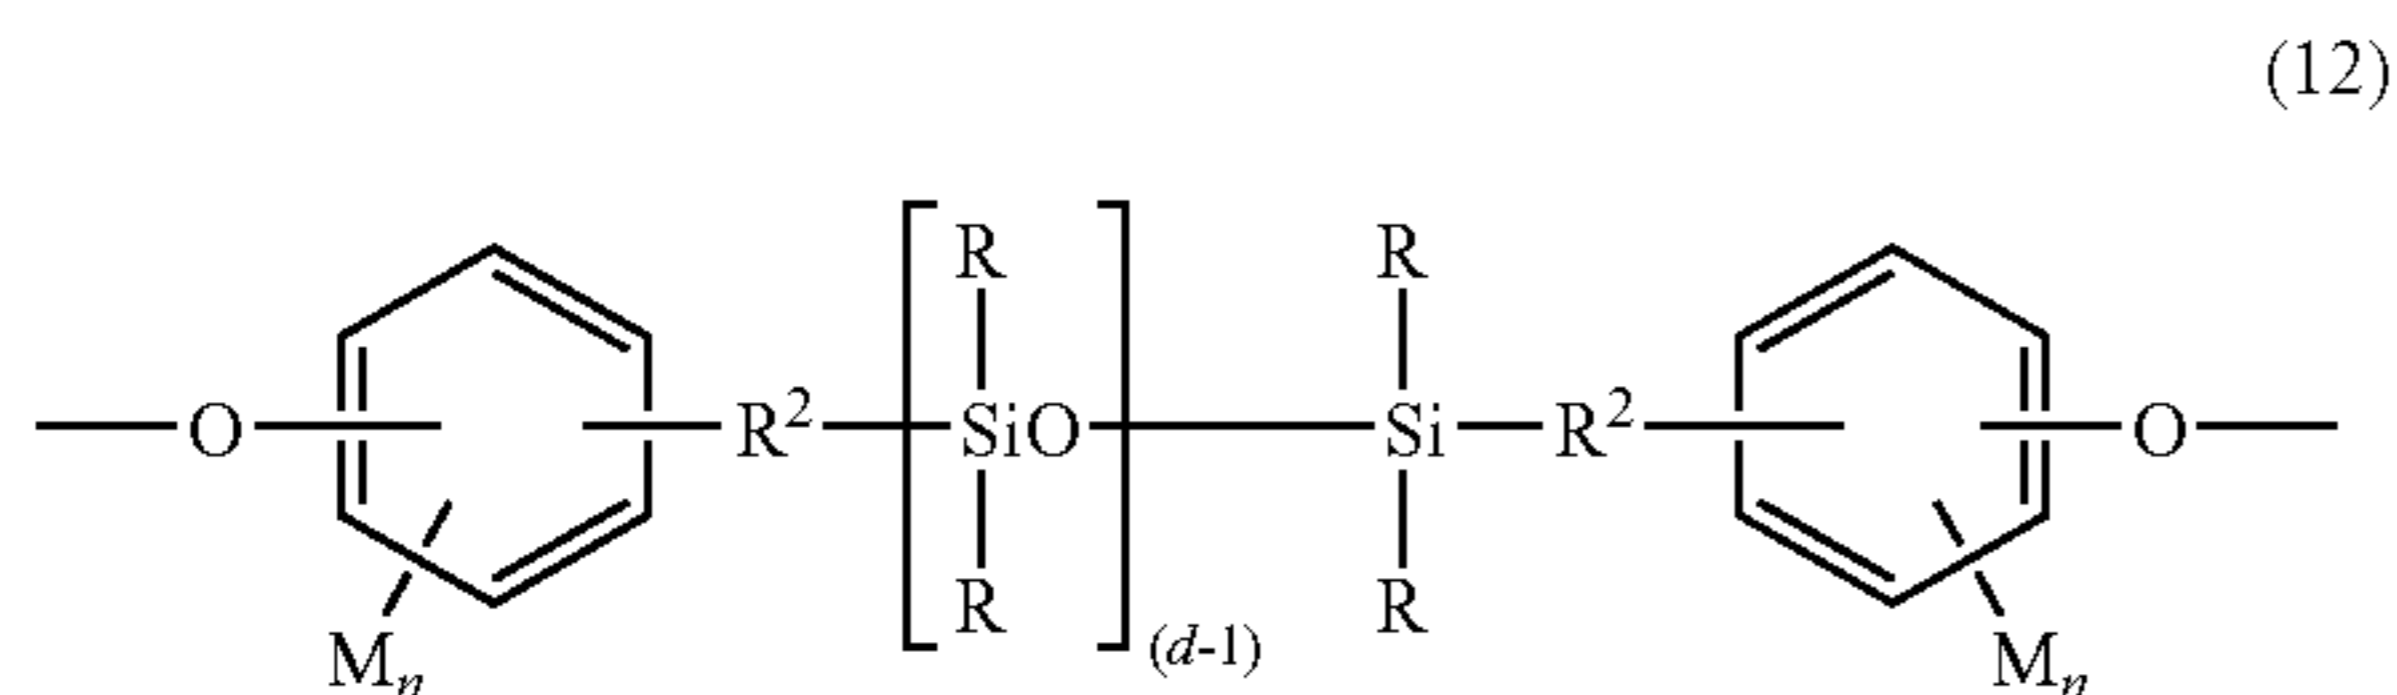 (12)
R R
O R² SiO Si R² O
R R
(d-1)
Mₙ Mₙ